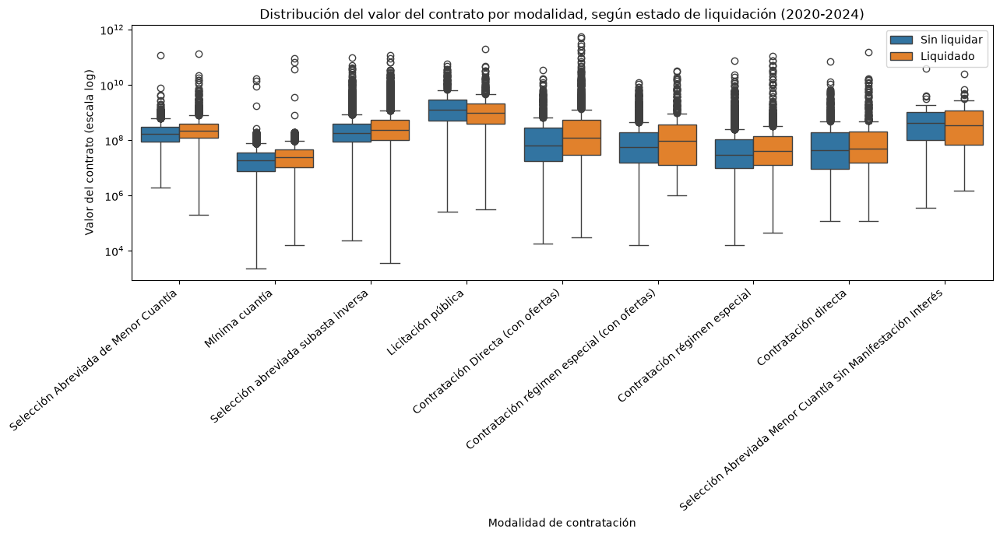 Distribución del valor del contrato por modalidad, según estado de liquidación (2020-2024)
Valor del contrato (escala log)
10¹²
10¹⁰
10⁸
10⁶
10⁴
Sin liquidar
Liquidado
Selección Abreviada de Menor Cuantía
Mínima cuantía
Selección abreviada subasta inversa
Licitación pública
Contratación Directa (con ofertas)
Contratación régimen especial (con ofertas)
Contratación régimen especial
Contratación directa
Selección Abreviada Menor Cuantía Sin Manifestación Interés
Modalidad de contratación